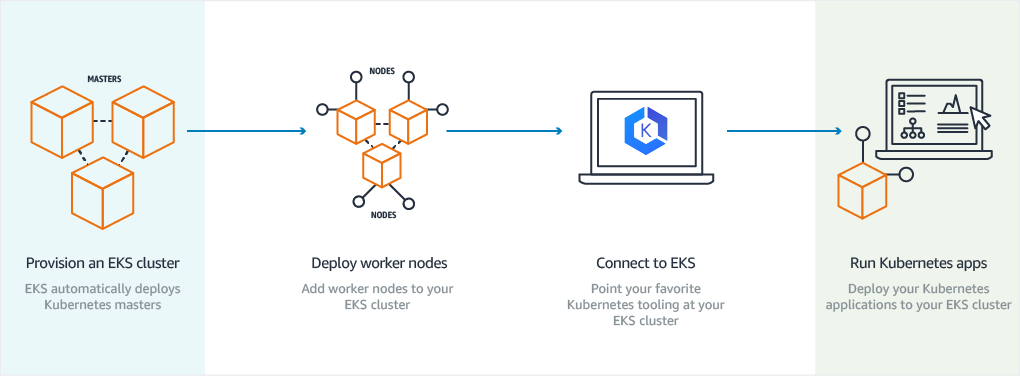 MASTERS
Provision an EKS cluster
EKS automatically deploys
Kubernetes masters
NODES
NODES
Deploy worker nodes
Add worker nodes to your
EKS cluster
K
Connect to EKS
Point your favorite
Kubernetes tooling at your
EKS cluster
Run Kubernetes apps
Deploy your Kubernetes
applications to your EKS cluster